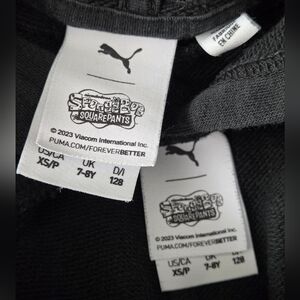 FABRIQUÉ
EN CHINE
nickelodeon
SpongeBob
SQUAREPANTS
© 2023 Viacom International Inc.
PUMA.COM/FOREVERBETTER
US/CA UK D/I
XS/P 7-8Y 128
SpongeBob
SQUAREPANTS
© 2023 Viacom International Inc.
PUMA.COM/FOREVERBETTER
US/CA UK D/I
XS/P 7-8Y 128